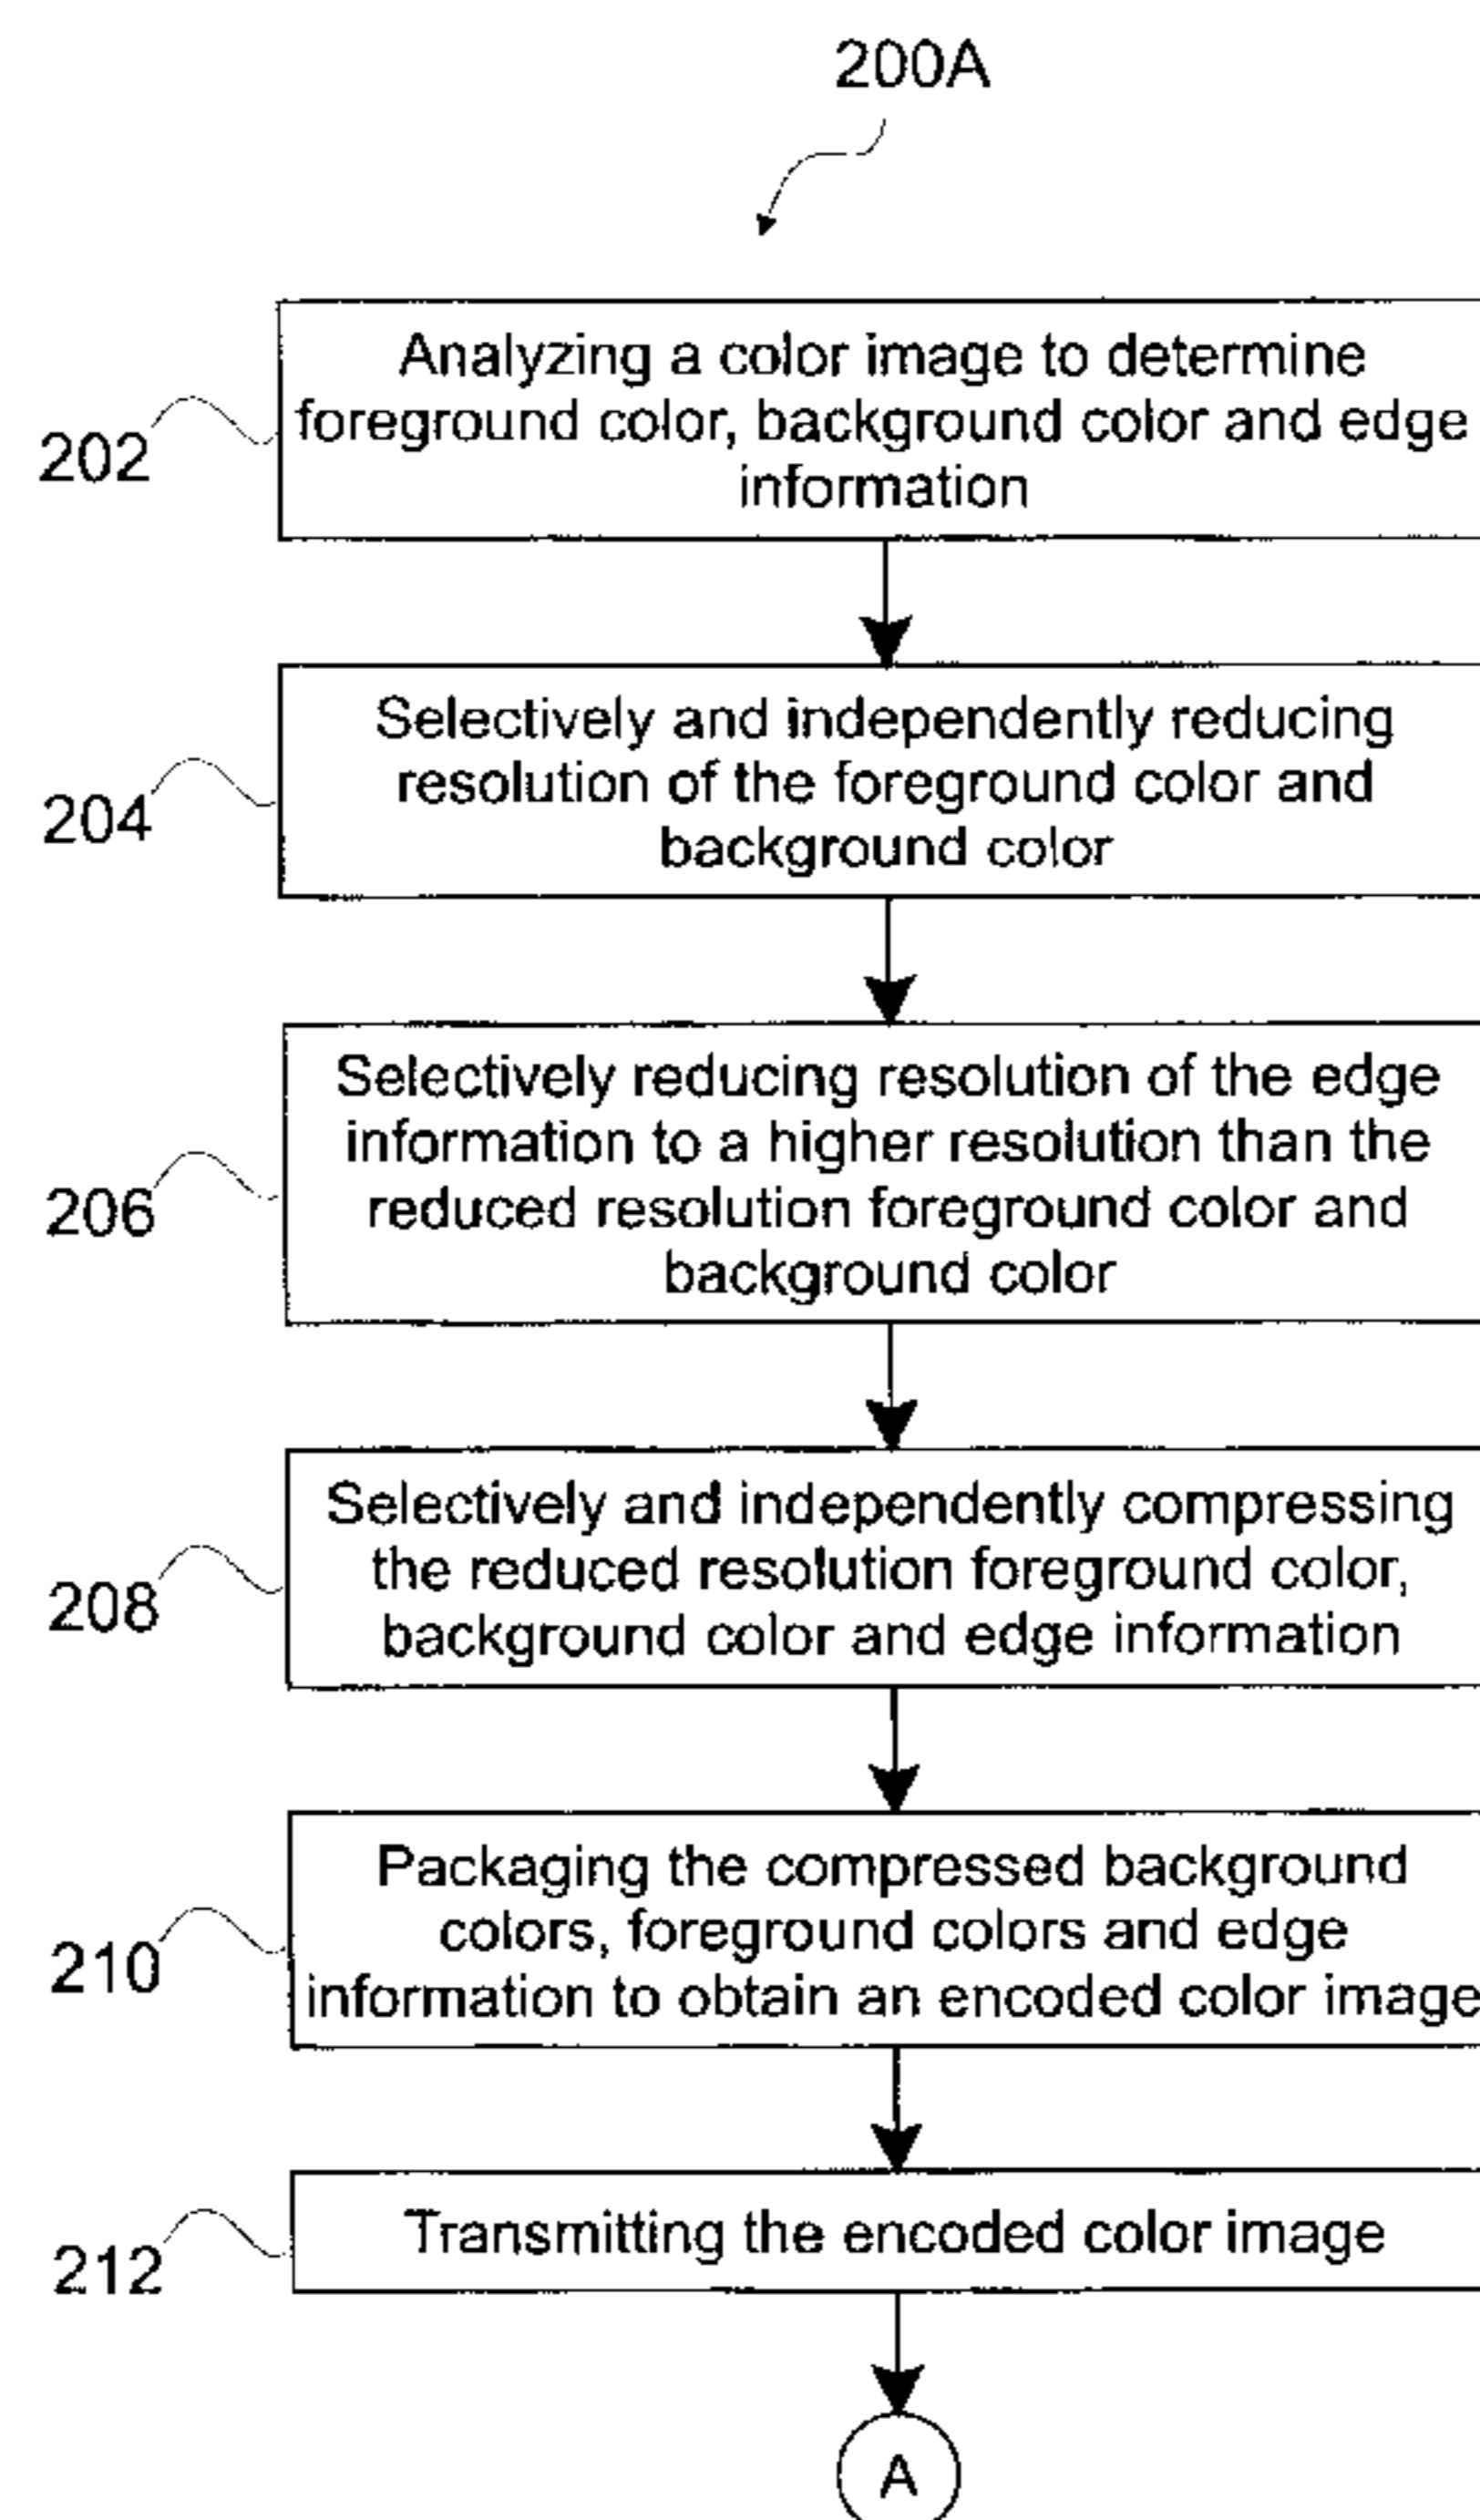 200A
202
Analyzing a color image to determine
foreground color, background color and edge
information
204
Selectively and independently reducing
resolution of the foreground color and
background color
206
Selectively reducing resolution of the edge
information to a higher resolution than the
reduced resolution foreground color and
background color
208
Selectively and independently compressing
the reduced resolution foreground color,
background color and edge information
210
Packaging the compressed background
colors, foreground colors and edge
information to obtain an encoded color image
212
Transmitting the encoded color image
A